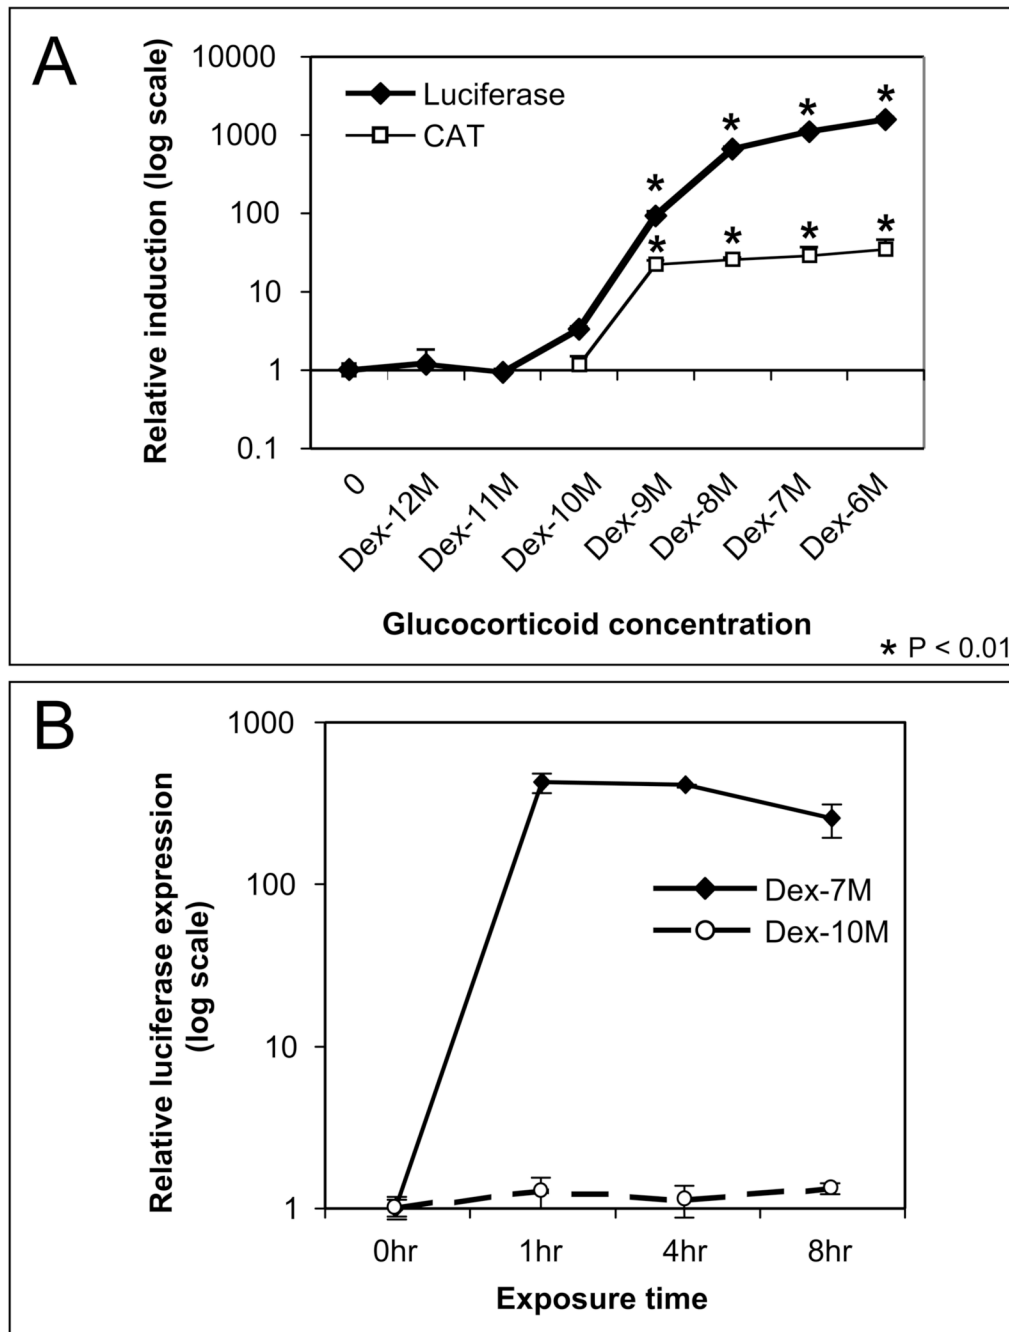 A
Relative induction (log scale)
10000
1000
100
10
1
0.1
Luciferase
CAT
*
*
*
*
*
*
*
*
0
Dex-12M
Dex-11M
Dex-10M
Dex-9M
Dex-8M
Dex-7M
Dex-6M
Glucocorticoid concentration
* P < 0.01
B
Relative luciferase expression
(log scale)
1000
100
10
1
Dex-7M
Dex-10M
0hr
1hr
4hr
8hr
Exposure time